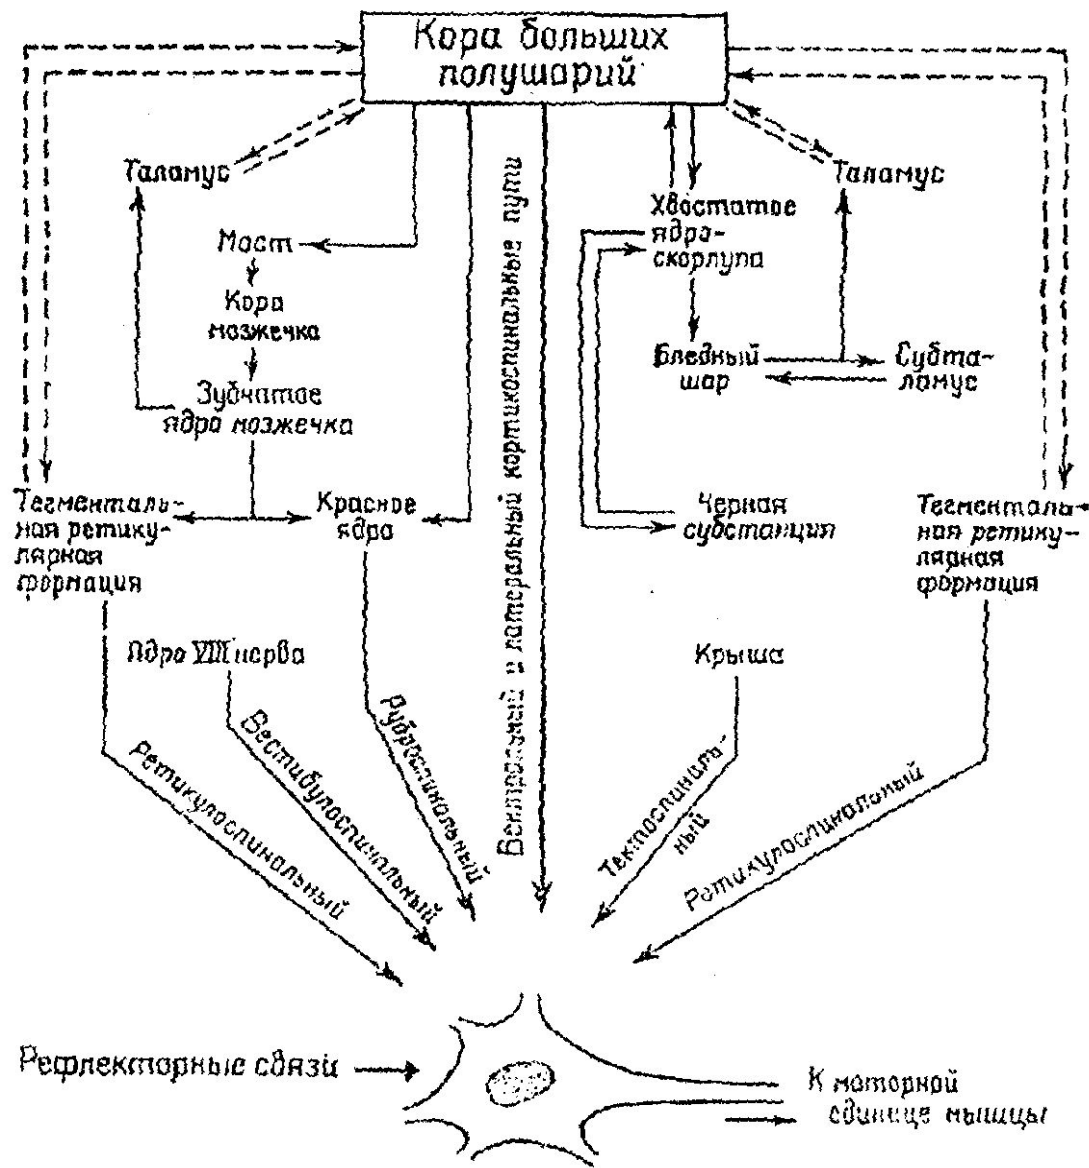 Кора больших
полушарий
Таламус
Таламус
Хвостатое
ядро-
скорлупа
Мост
Кора
мозжечка
Зубчатое
ядро мозжечка
Бледный
шар
Субта-
ламус
Тегменталь-
ная ретику-
лярная
формация
Красное
ядро
Черная
субстанция
Тегменталь-
ная ретику-
лярная
формация
Вентральный и латеральный кортикоспинальные пути
Ядро VIII нерва
Крыша
Ретикулоспинальный
Вестибулоспинальный
Руброспинальный
Тектоспиналь-
ный
Ретикулоспинальный
Рефлекторные связи
К моторной
единице мышцы